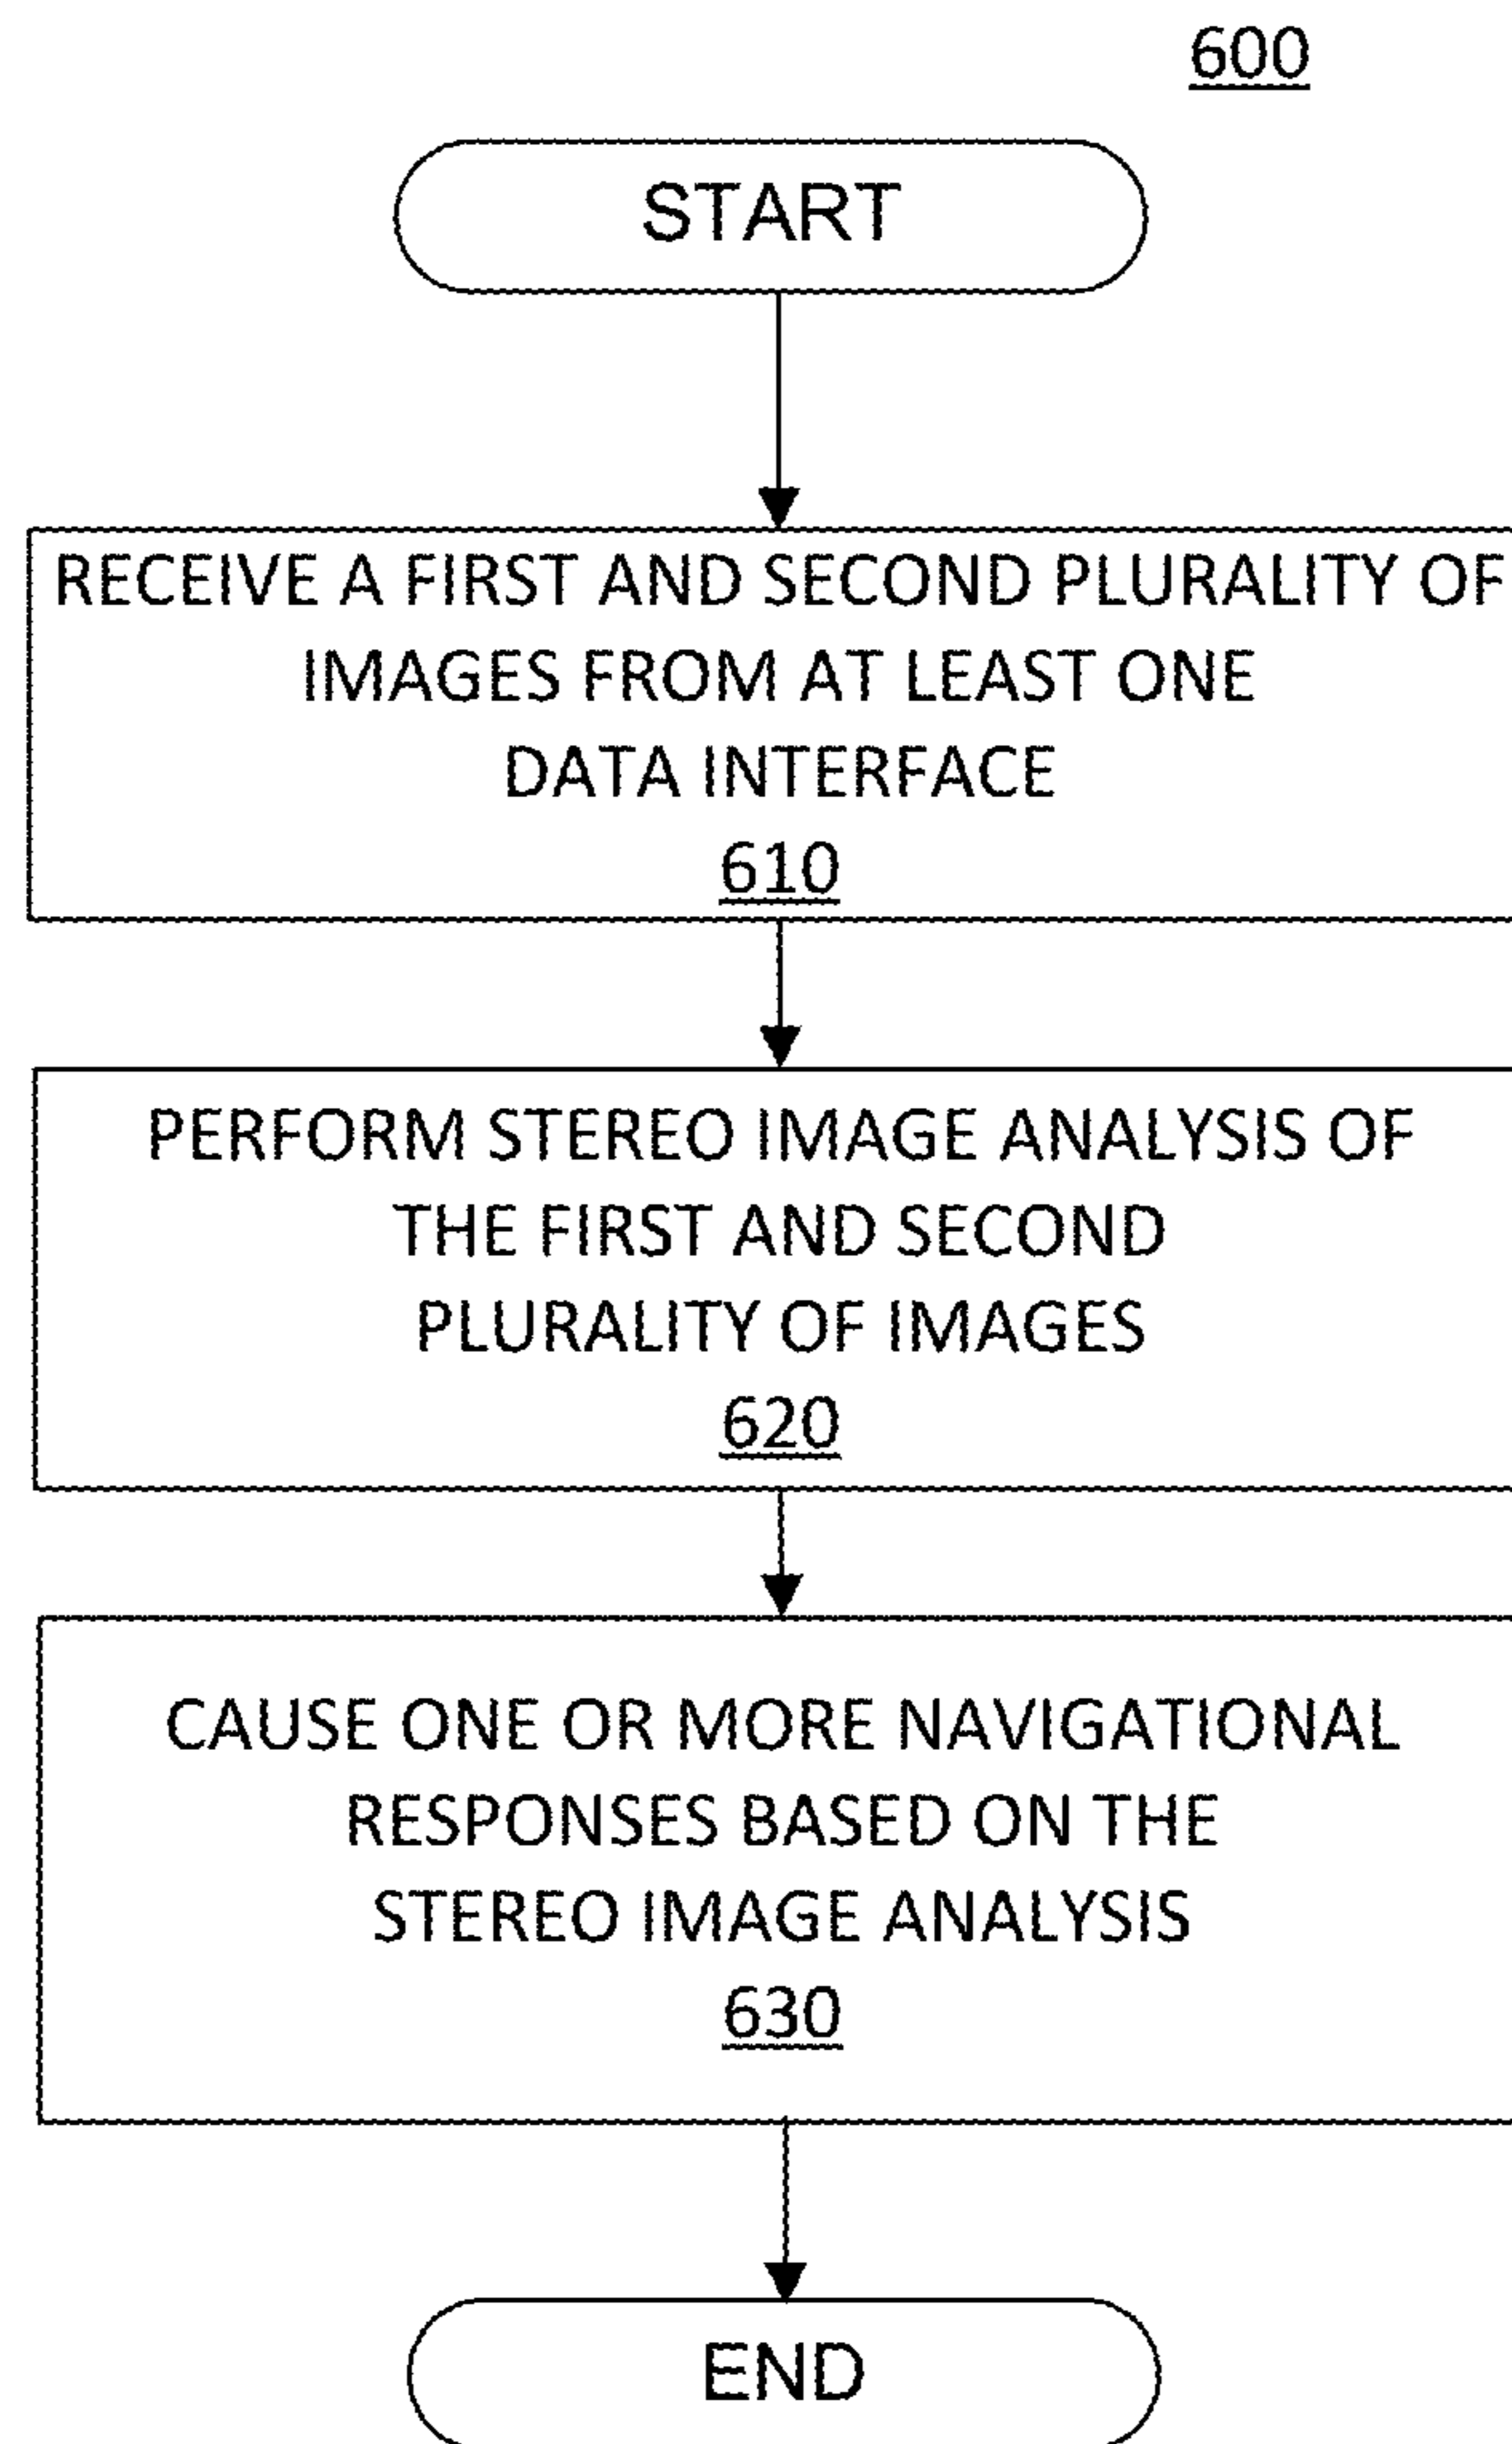 600
START
RECEIVE A FIRST AND SECOND PLURALITY OF
IMAGES FROM AT LEAST ONE
DATA INTERFACE
610
PERFORM STEREO IMAGE ANALYSIS OF
THE FIRST AND SECOND
PLURALITY OF IMAGES
620
CAUSE ONE OR MORE NAVIGATIONAL
RESPONSES BASED ON THE
STEREO IMAGE ANALYSIS
630
END